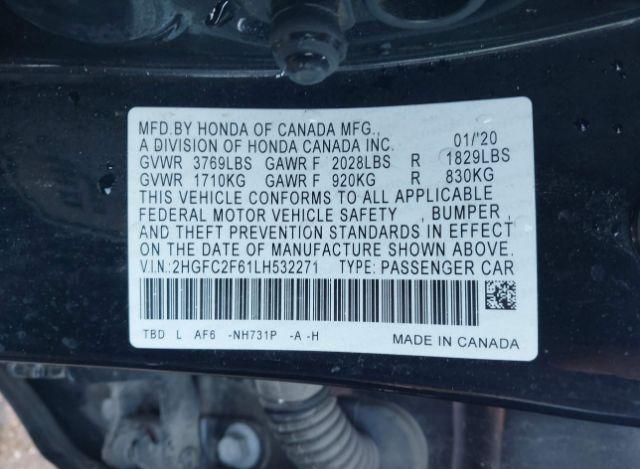 MFD.BY HONDA OF CANADA MFG.,
A DIVISION OF HONDA CANADA INC. 01/'20
GVWR 3769LBS GAWR F 2028LBS R 1829LBS
GVWR 1710KG GAWR F 920KG R 830KG
THIS VEHICLE CONFORMS TO ALL APPLICABLE
FEDERAL MOTOR VEHICLE SAFETY , BUMPER ,
AND THEFT PREVENTION STANDARDS IN EFFECT
ON THE DATE OF MANUFACTURE SHOWN ABOVE.
V.I.N.:2HGFC2F61LH532271 TYPE: PASSENGER CAR
TBD L AF6 -NH731P -A -H MADE IN CANADA